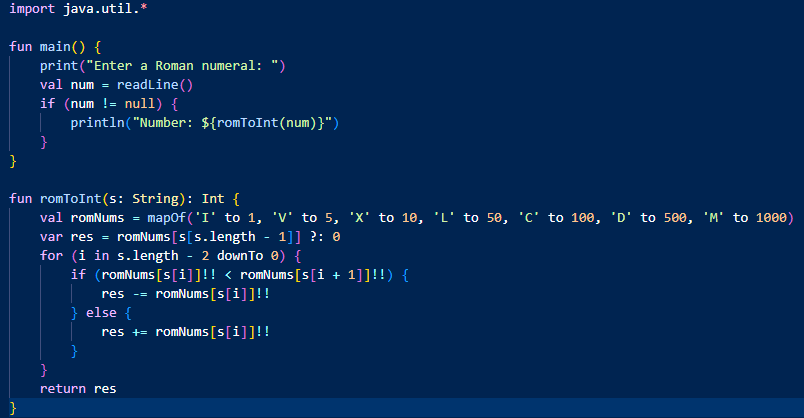 import java.util.*
fun main() {
    print("Enter a Roman numeral: ")
    val num = readLine()
    if (num != null) {
        println("Number: ${romToInt(num)}")
    }
}
fun romToInt(s: String): Int {
    val romNums = mapOf('I' to 1, 'V' to 5, 'X' to 10, 'L' to 50, 'C' to 100, 'D' to 500, 'M' to 1000)
    var res = romNums[s[s.length - 1]] ?: 0
    for (i in s.length - 2 downTo 0) {
        if (romNums[s[i]]!! < romNums[s[i + 1]]!!) {
            res -= romNums[s[i]]!!
        } else {
            res += romNums[s[i]]!!
        }
    }
    return res
}